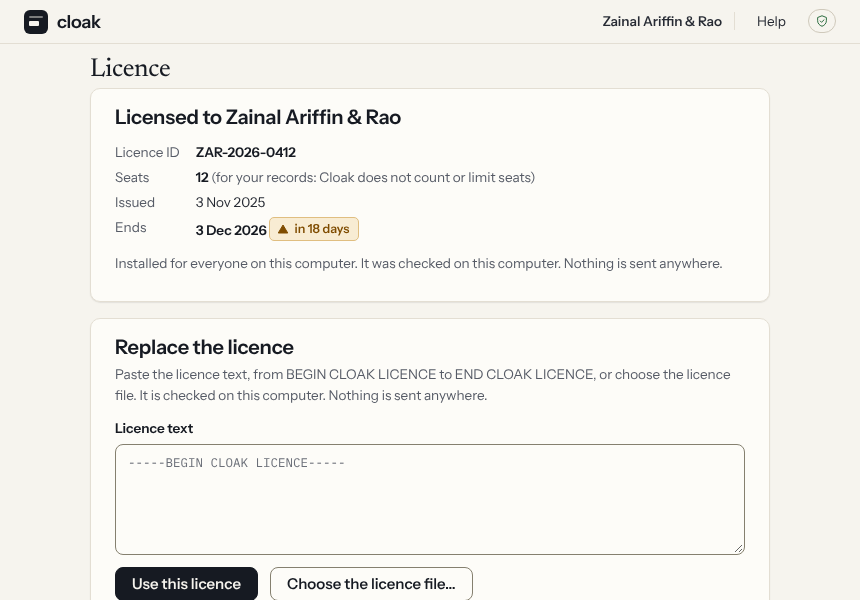 cloak
Zainal Ariffin & Rao
Help
Licence
Licensed to Zainal Ariffin & Rao
Licence ID ZAR-2026-0412
Seats 12 (for your records: Cloak does not count or limit seats)
Issued 3 Nov 2025
Ends 3 Dec 2026 in 18 days
Installed for everyone on this computer. It was checked on this computer. Nothing is sent anywhere.
Replace the licence
Paste the licence text, from BEGIN CLOAK LICENCE to END CLOAK LICENCE, or choose the licence
file. It is checked on this computer. Nothing is sent anywhere.
Licence text
-----BEGIN CLOAK LICENCE-----
Use this licence
Choose the licence file...